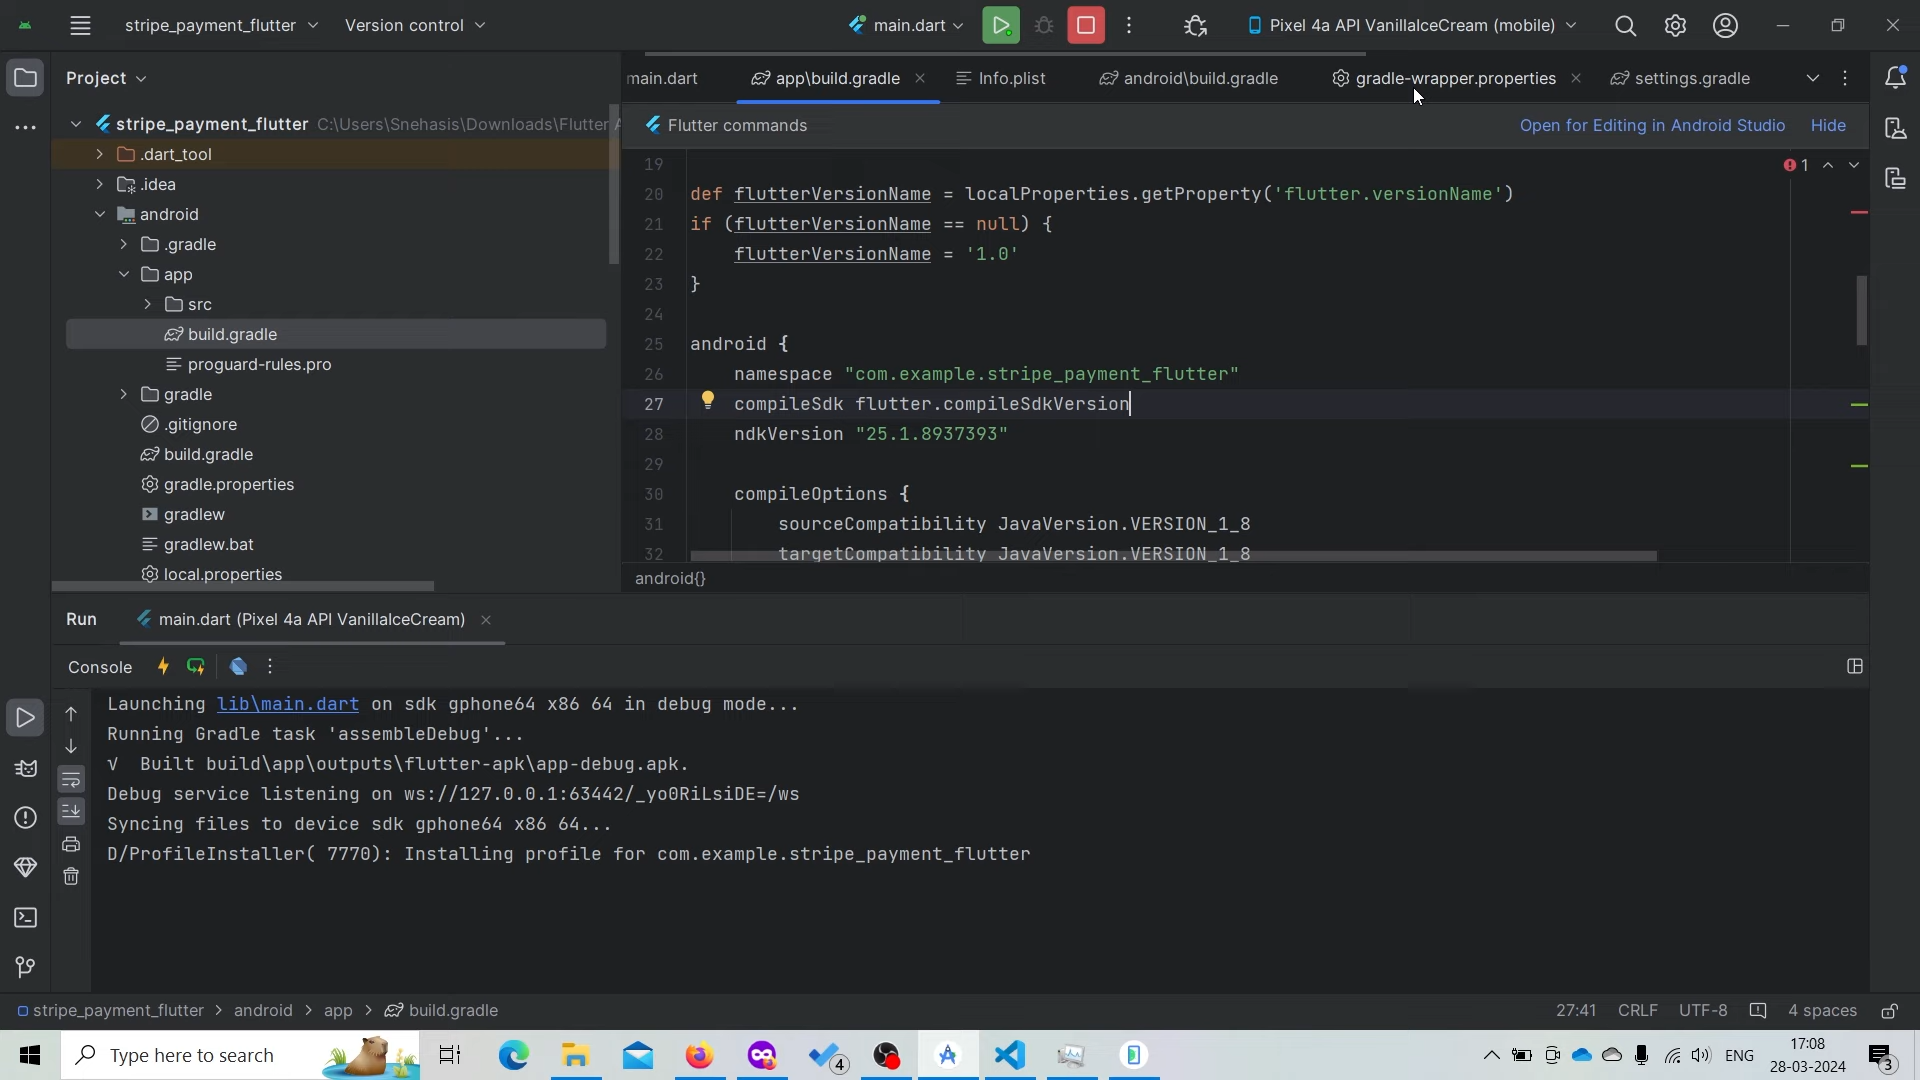 stripe_payment_flutter Version control main.dart Pixel 4a API VanillaIceCream (mobile)
Project main.dart app\build.gradle Info.plist android\build.gradle gradle-wrapper.properties settings.gradle
stripe_payment_flutter C:\Users\Snehasis\Downloads\Flutter A
Flutter commands Open for Editing in Android Studio Hide
.dart_tool
.idea
android
.gradle
app
src
build.gradle
proguard-rules.pro
gradle
.gitignore
build.gradle
gradle.properties
gradlew
gradlew.bat
local.properties
1
19
20 def flutterVersionName = localProperties.getProperty('flutter.versionName')
21 if (flutterVersionName == null) {
22 flutterVersionName = '1.0'
23 }
24
25 android {
26 namespace "com.example.stripe_payment_flutter"
27 compileSdk flutter.compileSdkVersion
28 ndkVersion "25.1.8937393"
29
30 compileOptions {
31 sourceCompatibility JavaVersion.VERSION_1_8
32 targetCompatibility JavaVersion.VERSION_1_8
android{}
Run main.dart (Pixel 4a API VanillaIceCream)
Console
Launching lib\main.dart on sdk gphone64 x86 64 in debug mode...
Running Gradle task 'assembleDebug'...
√ Built build\app\outputs\flutter-apk\app-debug.apk.
Debug service listening on ws://127.0.0.1:63442/_yo0RiLsiDE=/ws
Syncing files to device sdk gphone64 x86 64...
D/ProfileInstaller( 7770): Installing profile for com.example.stripe_payment_flutter
stripe_payment_flutter > android > app > build.gradle 27:41 CRLF UTF-8 4 spaces
Type here to search 4 ENG 17:08
28-03-2024 3